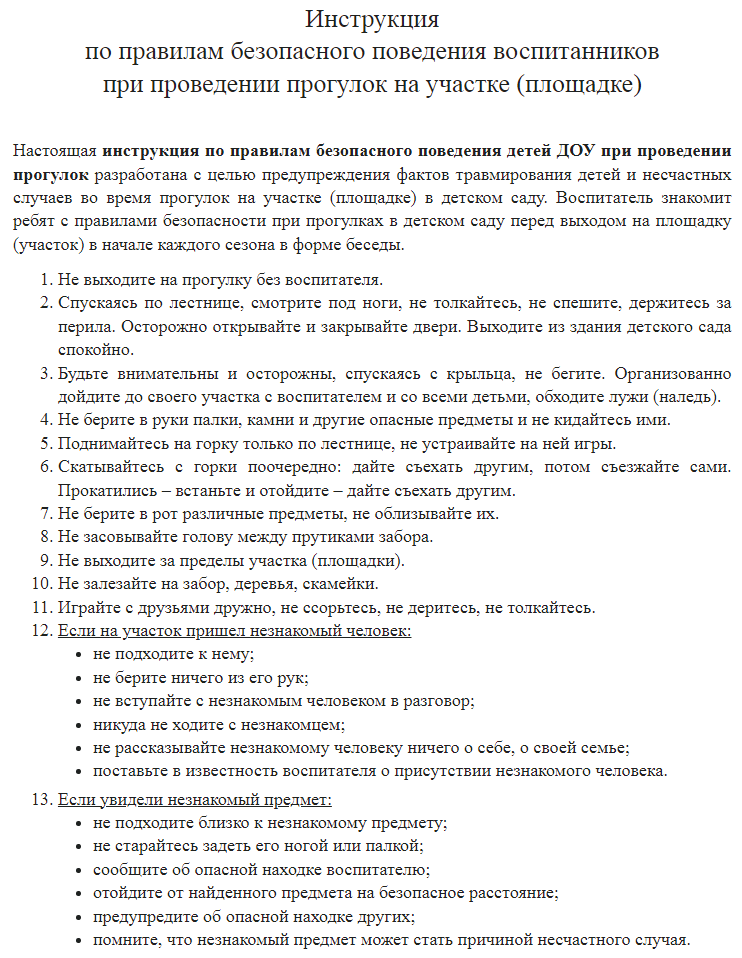 Инструкция
по правилам безопасного поведения воспитанников
при проведении прогулок на участке (площадке)
Настоящая инструкция по правилам безопасного поведения детей ДОУ при проведении
прогулок разработана с целью предупреждения фактов травмирования детей и несчастных
случаев во время прогулок на участке (площадке) в детском саду. Воспитатель знакомит
ребят с правилами безопасности при прогулках в детском саду перед выходом на площадку
(участок) в начале каждого сезона в форме беседы.
1. Не выходите на прогулку без воспитателя.
2. Спускаясь по лестнице, смотрите под ноги, не толкайтесь, не спешите, держитесь за
перила. Осторожно открывайте и закрывайте двери. Выходите из здания детского сада
спокойно.
3. Будьте внимательны и осторожны, спускаясь с крыльца, не бегите. Организованно
дойдите до своего участка с воспитателем и со всеми детьми, обходите лужи (наледь).
4. Не берите в руки палки, камни и другие опасные предметы и не кидайтесь ими.
5. Поднимайтесь на горку только по лестнице, не устраивайте на ней игры.
6. Скатывайтесь с горки поочередно: дайте съехать другим, потом съезжайте сами.
Прокатились – встаньте и отойдите – дайте съехать другим.
7. Не берите в рот различные предметы, не облизывайте их.
8. Не засовывайте голову между прутиками забора.
9. Не выходите за пределы участка (площадки).
10. Не залезайте на забор, деревья, скамейки.
11. Играйте с друзьями дружно, не ссорьтесь, не деритесь, не толкайтесь.
12. Если на участок пришел незнакомый человек:
• не подходите к нему;
• не берите ничего из его рук;
• не вступайте с незнакомым человеком в разговор;
• никуда не ходите с незнакомцем;
• не рассказывайте незнакомому человеку ничего о себе, о своей семье;
• поставьте в известность воспитателя о присутствии незнакомого человека.
13. Если увидели незнакомый предмет:
• не подходите близко к незнакомому предмету;
• не старайтесь задеть его ногой или палкой;
• сообщите об опасной находке воспитателю;
• отойдите от найденного предмета на безопасное расстояние;
• предупредите об опасной находке других;
• помните, что незнакомый предмет может стать причиной несчастного случая.